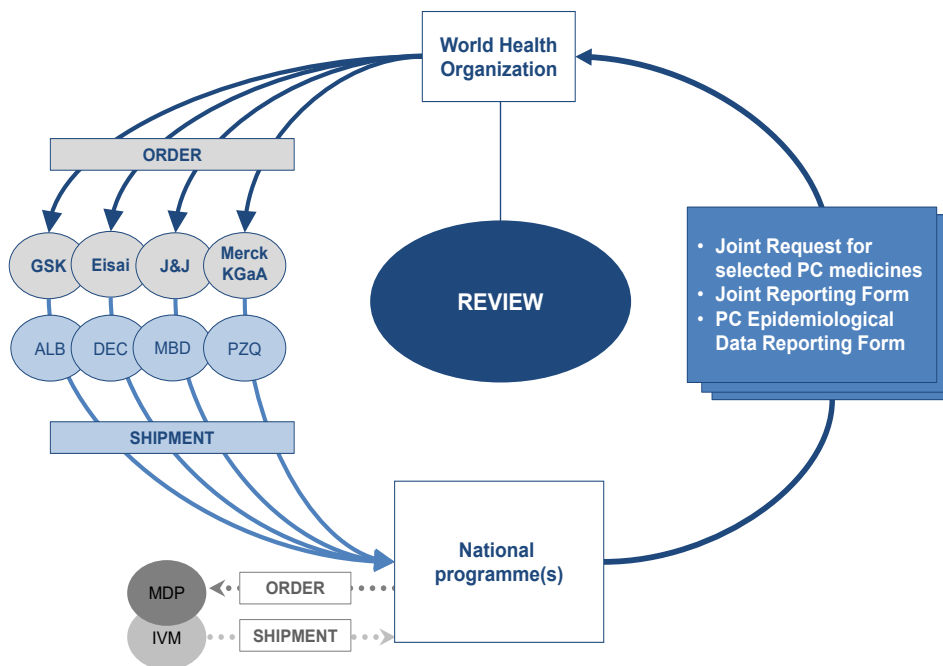 World Health
Organization
ORDER
GSK
Eisai
J&J
Merck
KGaA
REVIEW
• Joint Request for
selected PC medicines
• Joint Reporting Form
• PC Epidemiological
Data Reporting Form
ALB
DEC
MBD
PZQ
SHIPMENT
National
programme(s)
MDP
ORDER
IVM
SHIPMENT